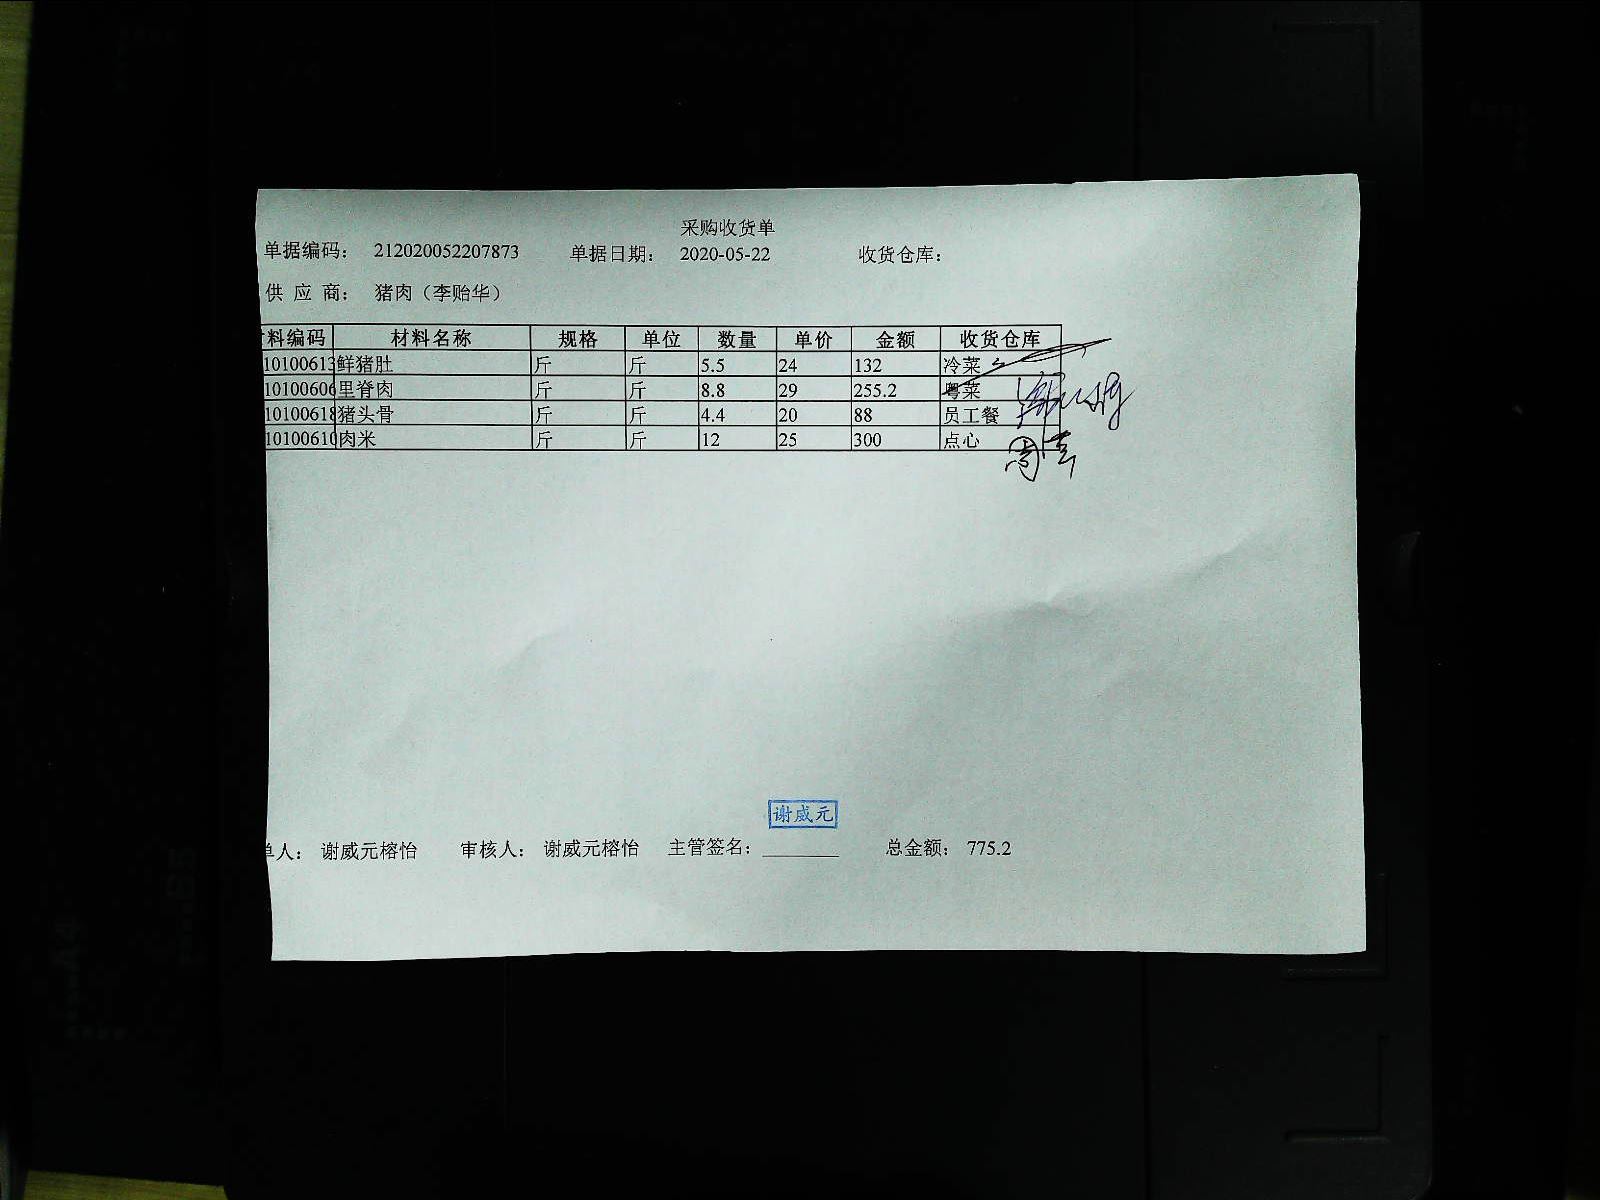 采购收货单
单据编码： 212020052207873 单据日期： 2020-05-22 收货仓库：
供 应 商： 猪肉（李贻华）
料编码 材料名称 规格 单位 数量 单价 金额 收货仓库
10100613 鲜猪肚 斤 斤 5.5 24 132 冷菜
10100606 里脊肉 斤 斤 8.8 29 255.2 粤菜
10100618 猪头骨 斤 斤 4.4 20 88 员工餐
10100610 肉米 斤 斤 12 25 300 点心
谢威元
单人： 谢威元榕怡 审核人： 谢威元榕怡 主管签名： 总金额： 775.2